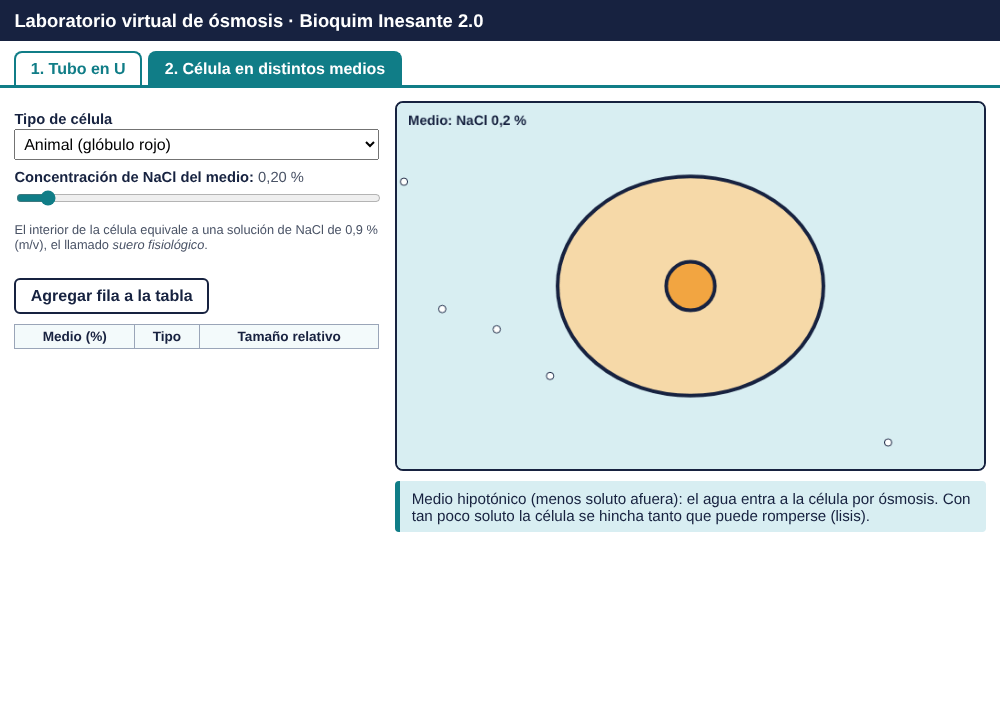 Laboratorio virtual de ósmosis · Bioquim Inesante 2.0
1. Tubo en U
2. Célula en distintos medios
Tipo de célula
Animal (glóbulo rojo)
Concentración de NaCl del medio: 0,20 %
El interior de la célula equivale a una solución de NaCl de 0,9 %
(m/v), el llamado suero fisiológico.
Agregar fila a la tabla
Medio (%) Tipo Tamaño relativo
Medio: NaCl 0,2 %
Medio hipotónico (menos soluto afuera): el agua entra a la célula por ósmosis. Con
tan poco soluto la célula se hincha tanto que puede romperse (lisis).